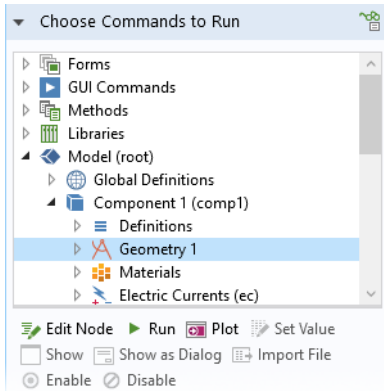 Choose Commands to Run
Forms
GUI Commands
Methods
Libraries
Model (root)
Global Definitions
Component 1 (comp1)
Definitions
Geometry 1
Materials
Electric Currents (ec)
Edit Node Run Plot Set Value
Show Show as Dialog Import File
Enable Disable